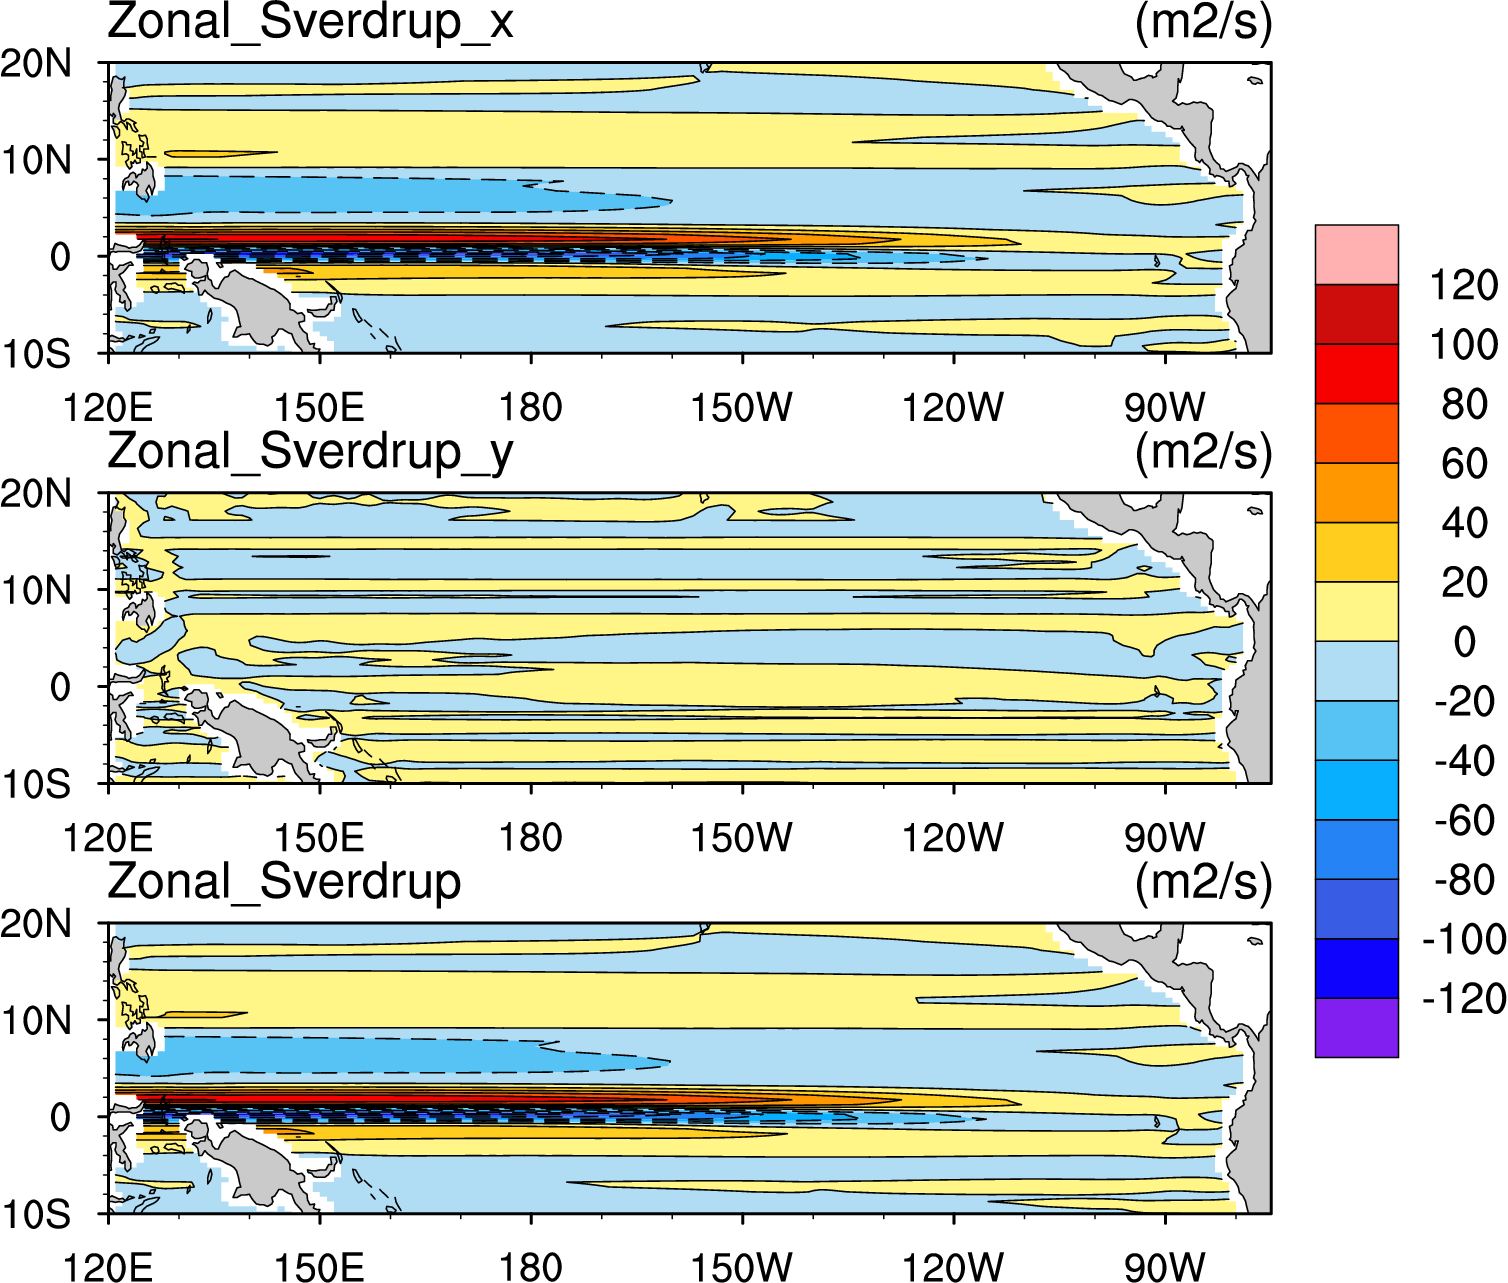 Zonal_Sverdrup_x (m2/s)
20N
10N
0
10S
120E 150E 180 150W 120W 90W
Zonal_Sverdrup_y (m2/s)
20N
10N
0
10S
120E 150E 180 150W 120W 90W
Zonal_Sverdrup (m2/s)
20N
10N
0
10S
120E 150E 180 150W 120W 90W
120
100
80
60
40
20
0
-20
-40
-60
-80
-100
-120